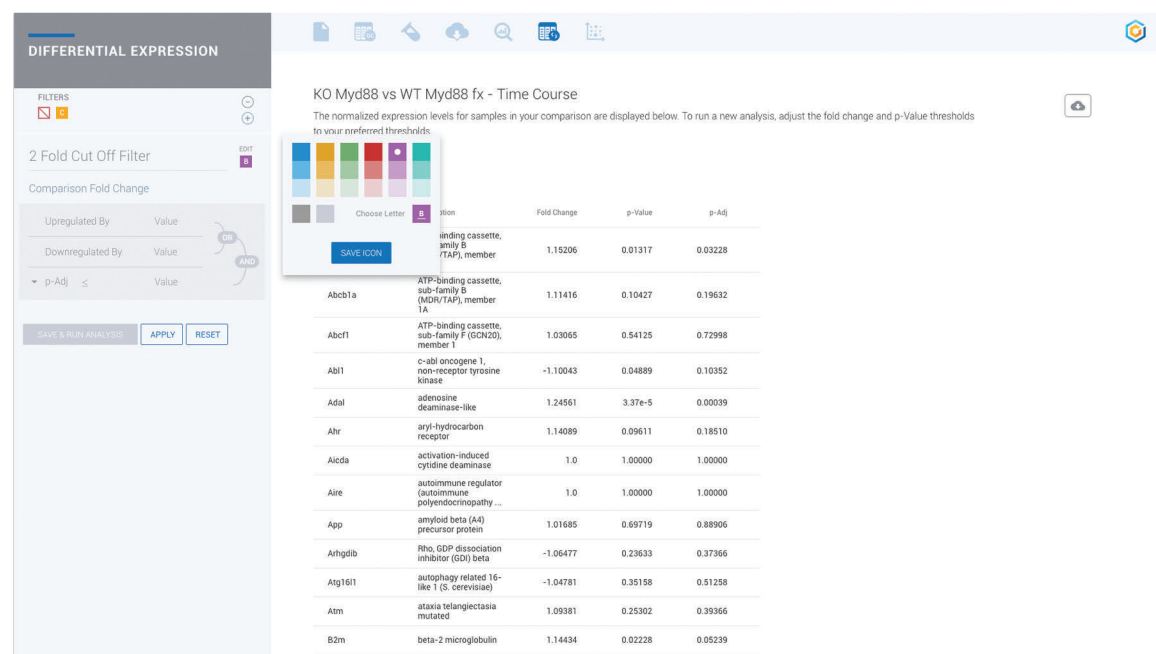 DIFFERENTIAL EXPRESSION
FILTERS
C
2 Fold Cut Off Filter
EDIT
B
Comparison Fold Change
Upregulated By Value
OR
Downregulated By Value
AND
p-Adj ≤ Value
SAVE & RUN ANALYSIS APPLY RESET
KO Myd88 vs WT Myd88 fx - Time Course
The normalized expression levels for samples in your comparison are displayed below. To run a new analysis, adjust the fold change and p-Value thresholds
to your preferred thresholds
Choose Letter B
SAVE ICON
Fold Change p-Value p-Adj
binding cassette,
family B
/TAP), member
1.15206 0.01317 0.03228
Abcb1a
ATP-binding cassette,
sub-family B
(MDR/TAP), member
1A
1.11416 0.10427 0.19632
Abcf1
ATP-binding cassette,
sub-family F (GCN20),
member 1
1.03065 0.54125 0.72998
Abl1
c-abl oncogene 1,
non-receptor tyrosine
kinase
-1.10043 0.04889 0.10352
Adal
adenosine
deaminase-like
1.24561 3.37e-5 0.00039
Ahr
aryl-hydrocarbon
receptor
1.14089 0.09611 0.18510
Aicda
activation-induced
cytidine deaminase
1.0 1.00000 1.00000
Aire
autoimmune regulator
(autoimmune
polyendocrinopathy ...
1.0 1.00000 1.00000
App
amyloid beta (A4)
precursor protein
1.01685 0.69719 0.88906
Arhgdib
Rho, GDP dissociation
inhibitor (GDI) beta
-1.06477 0.23633 0.37366
Atg16l1
autophagy related 16-
like 1 (S. cerevisiae)
-1.04781 0.35158 0.51258
Atm
ataxia telangiectasia
mutated
1.09381 0.25302 0.39366
B2m
beta-2 microglobulin
1.14434 0.02228 0.05239